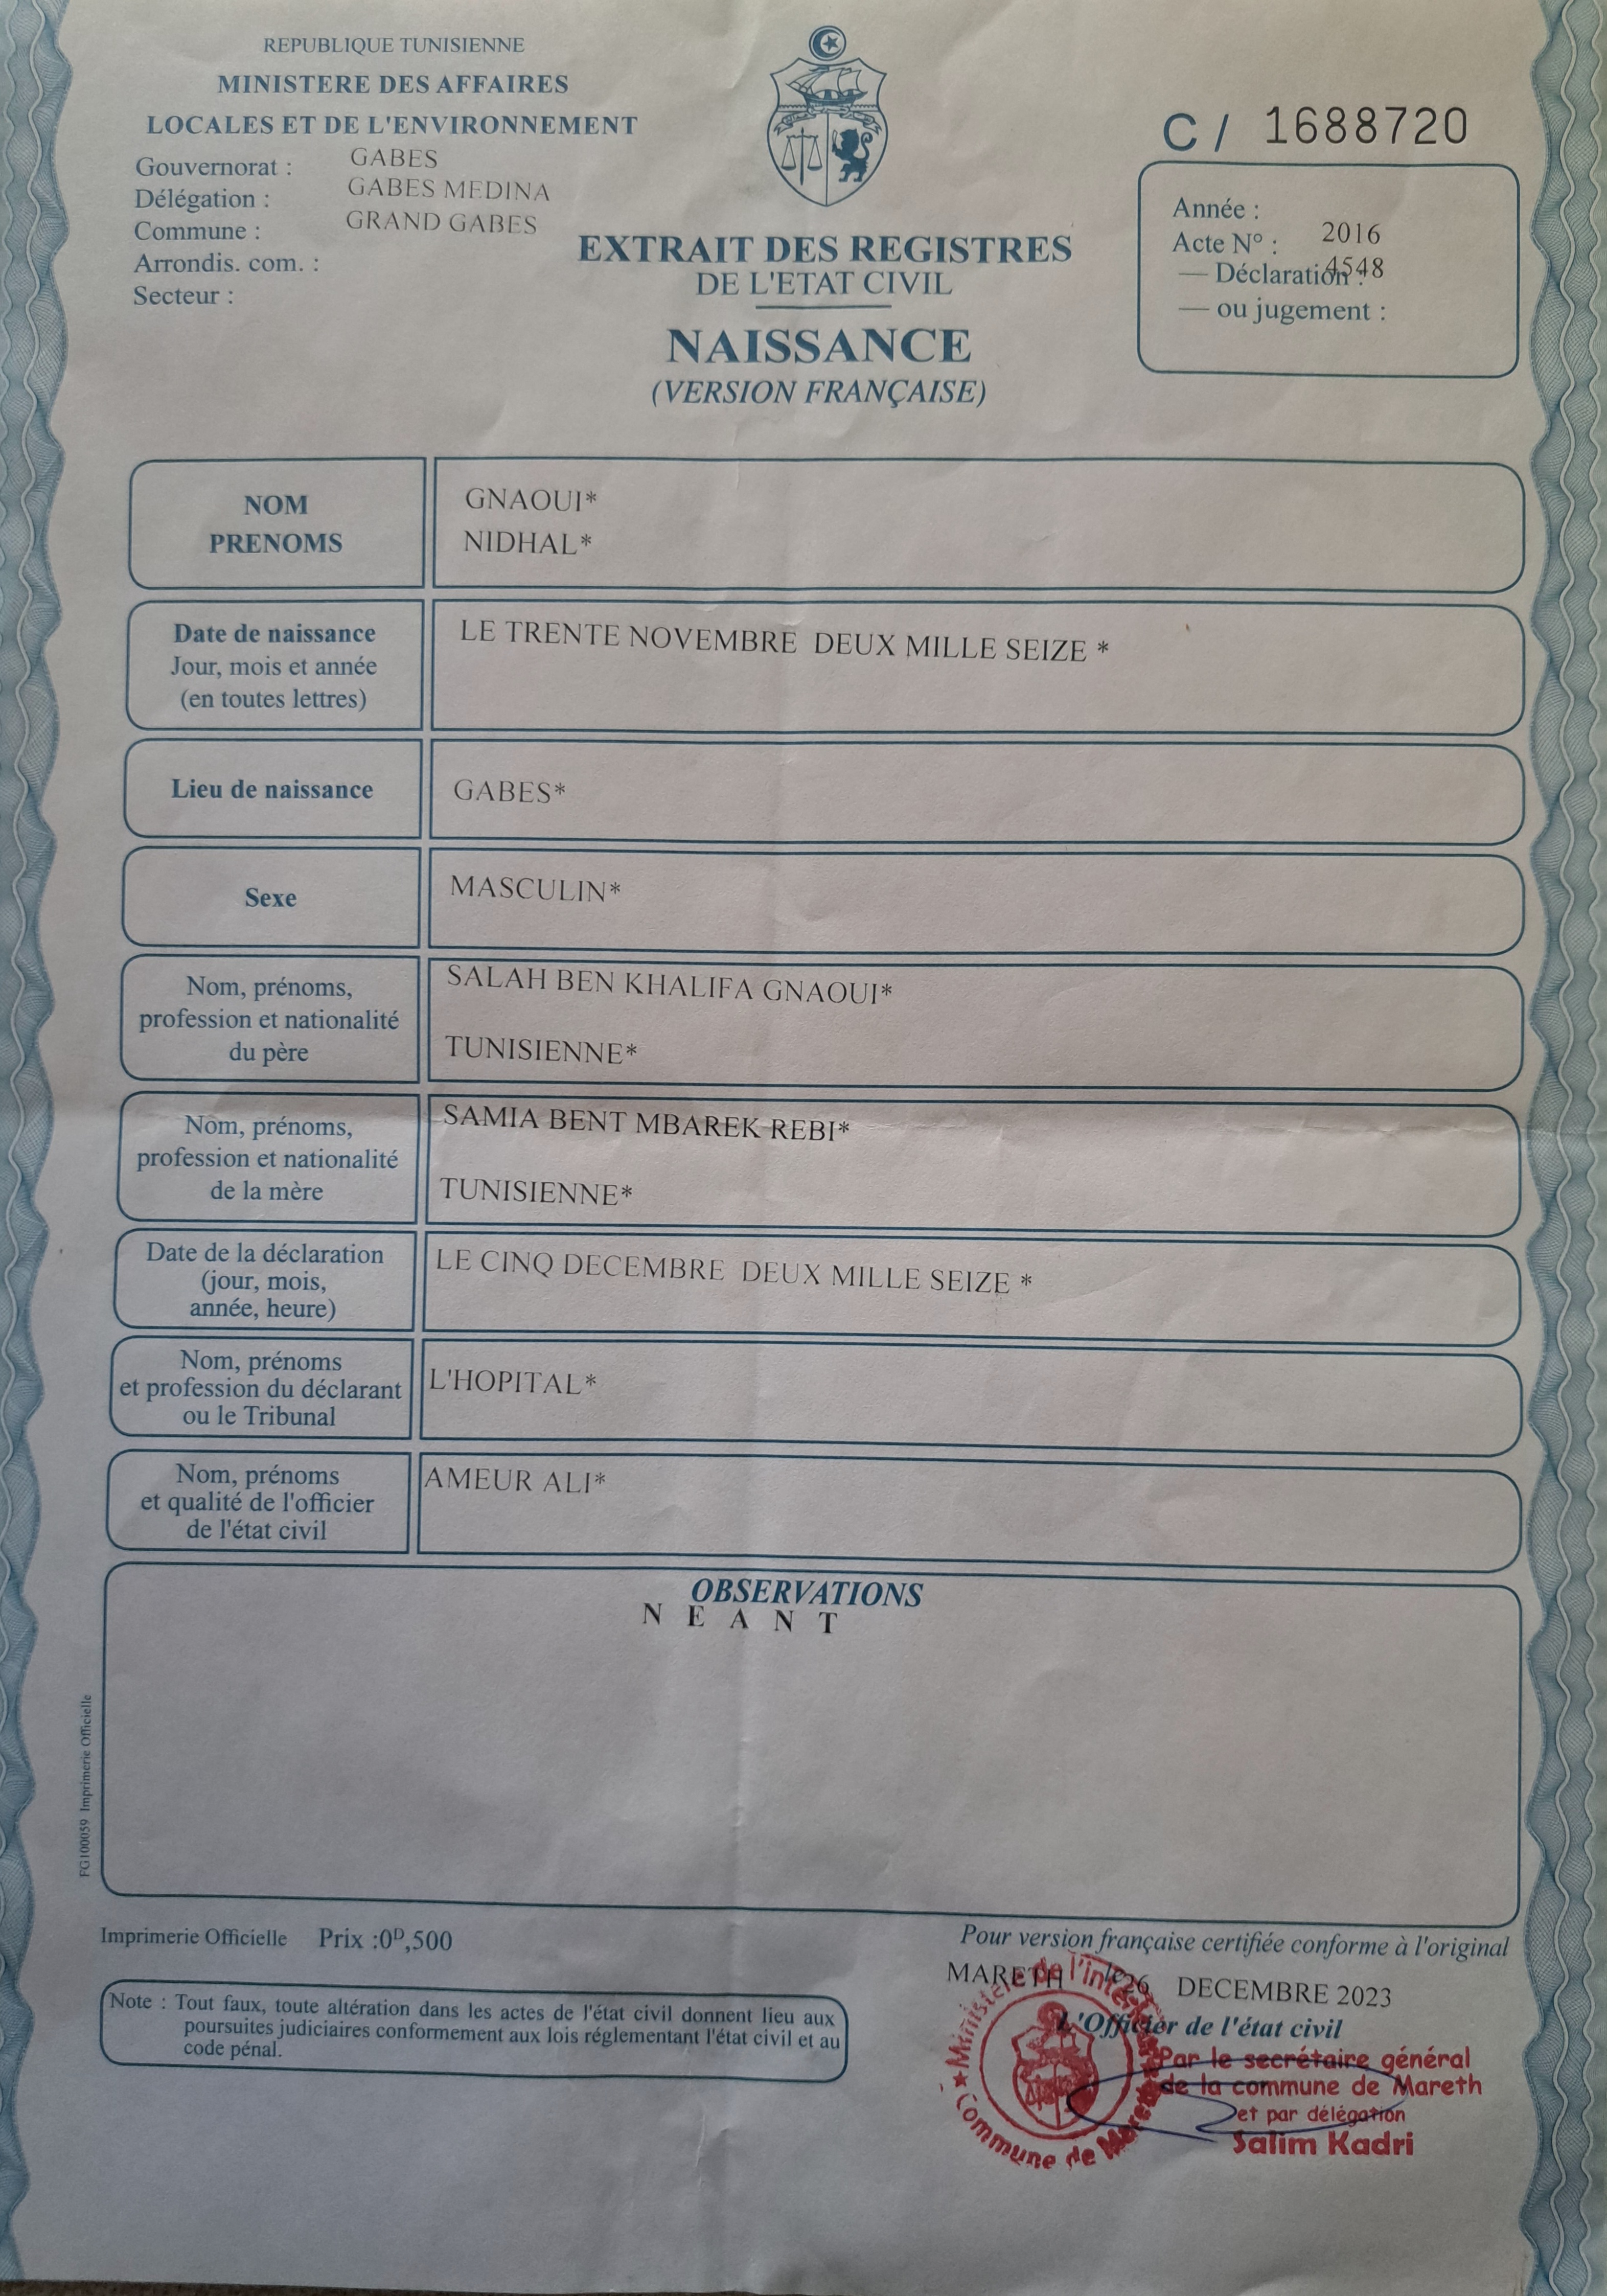 REPUBLIQUE TUNISIENNE
MINISTERE DES AFFAIRES
LOCALES ET DE L'ENVIRONNEMENT
Gouvernorat : GABES
Délégation : GABES MEDINA
Commune : GRAND GABES
Arrondis. com. :
Secteur :
C / 1688720
Année : 2016
Acte N° :
— Déclaration : 4548
— ou jugement :
EXTRAIT DES REGISTRES
DE L'ETAT CIVIL
NAISSANCE
(VERSION FRANÇAISE)
NOM
PRENOMS
GNAOUI*
NIDHAL*
Date de naissance
Jour, mois et année
(en toutes lettres)
LE TRENTE NOVEMBRE DEUX MILLE SEIZE *
Lieu de naissance
GABES*
Sexe
MASCULIN*
Nom, prénoms,
profession et nationalité
du père
SALAH BEN KHALIFA GNAOUI*
TUNISIENNE*
Nom, prénoms,
profession et nationalité
de la mère
SAMIA BENT MBAREK REBI*
TUNISIENNE*
Date de la déclaration
(jour, mois,
année, heure)
LE CINQ DECEMBRE DEUX MILLE SEIZE *
Nom, prénoms
et profession du déclarant
ou le Tribunal
L'HOPITAL*
Nom, prénoms
et qualité de l'officier
de l'état civil
AMEUR ALI*
OBSERVATIONS
N E A N T
FG100059 Imprimerie Officielle
Imprimerie Officielle Prix :0ᴰ,500
Note : Tout faux, toute altération dans les actes de l'état civil donnent lieu aux
poursuites judiciaires conformement aux lois réglementant l'état civil et au
code pénal.
Pour version française certifiée conforme à l'original
MARETH le 26 DECEMBRE 2023
L'Officier de l'état civil
Par le secrétaire général
de la commune de Mareth
et par délégation
Salim Kadri
Ministère de l'intérieur
★ Commune de Mareth